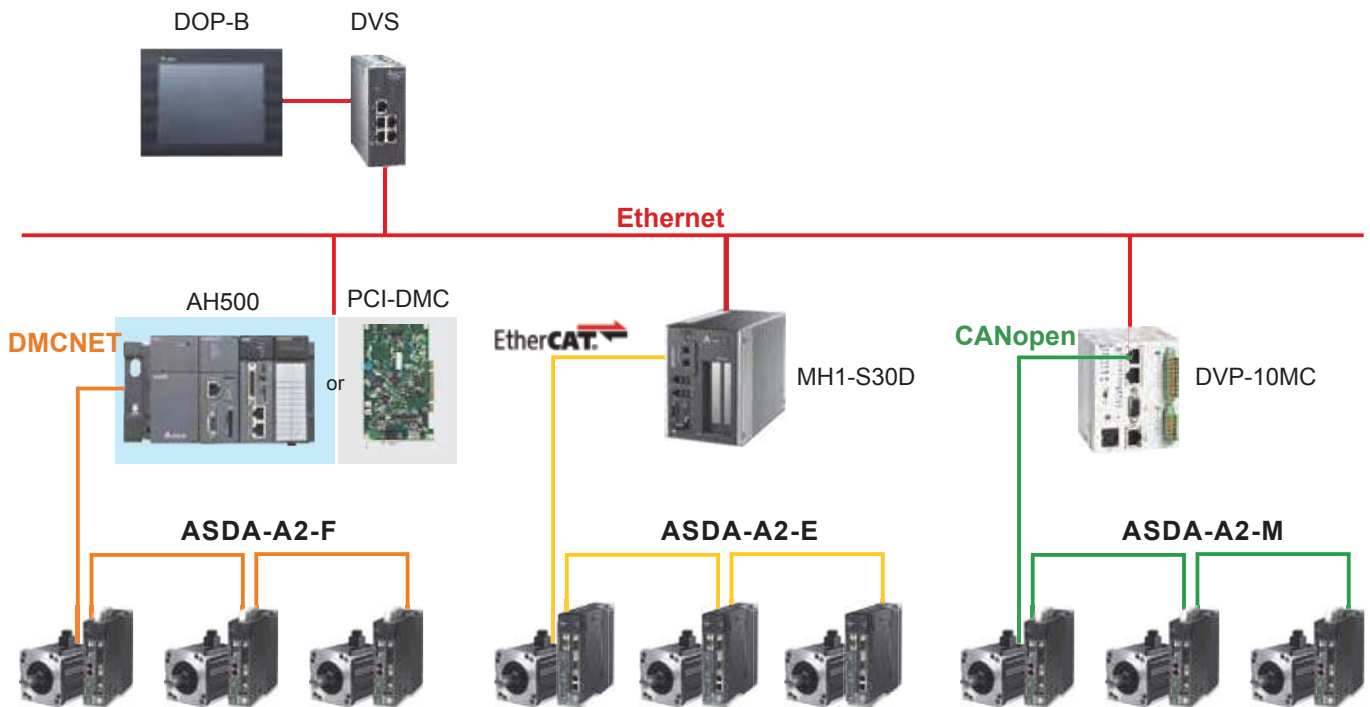 DOP-B
DVS
Ethernet
AH500
PCI-DMC
DMCNET
or
EtherCAT.
MH1-S30D
CANopen
DVP-10MC
ASDA-A2-F
ASDA-A2-E
ASDA-A2-M